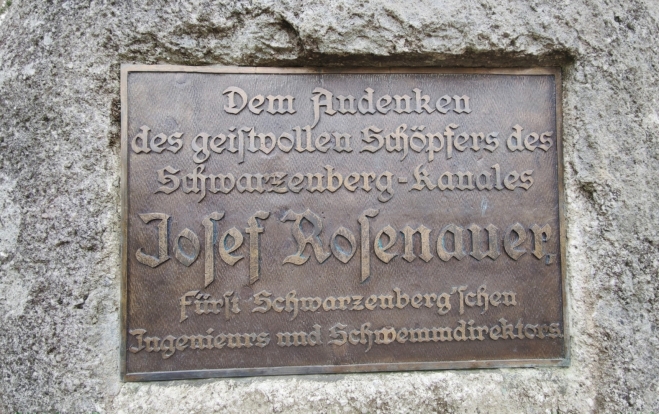 Dem Andenken
des geistvollen Schöpfers des
Schwarzenberg-Kanales
Josef Rosenauer,
Fürst Schwarzenberg'schen
Ingenieurs und Schwemmdirektors.